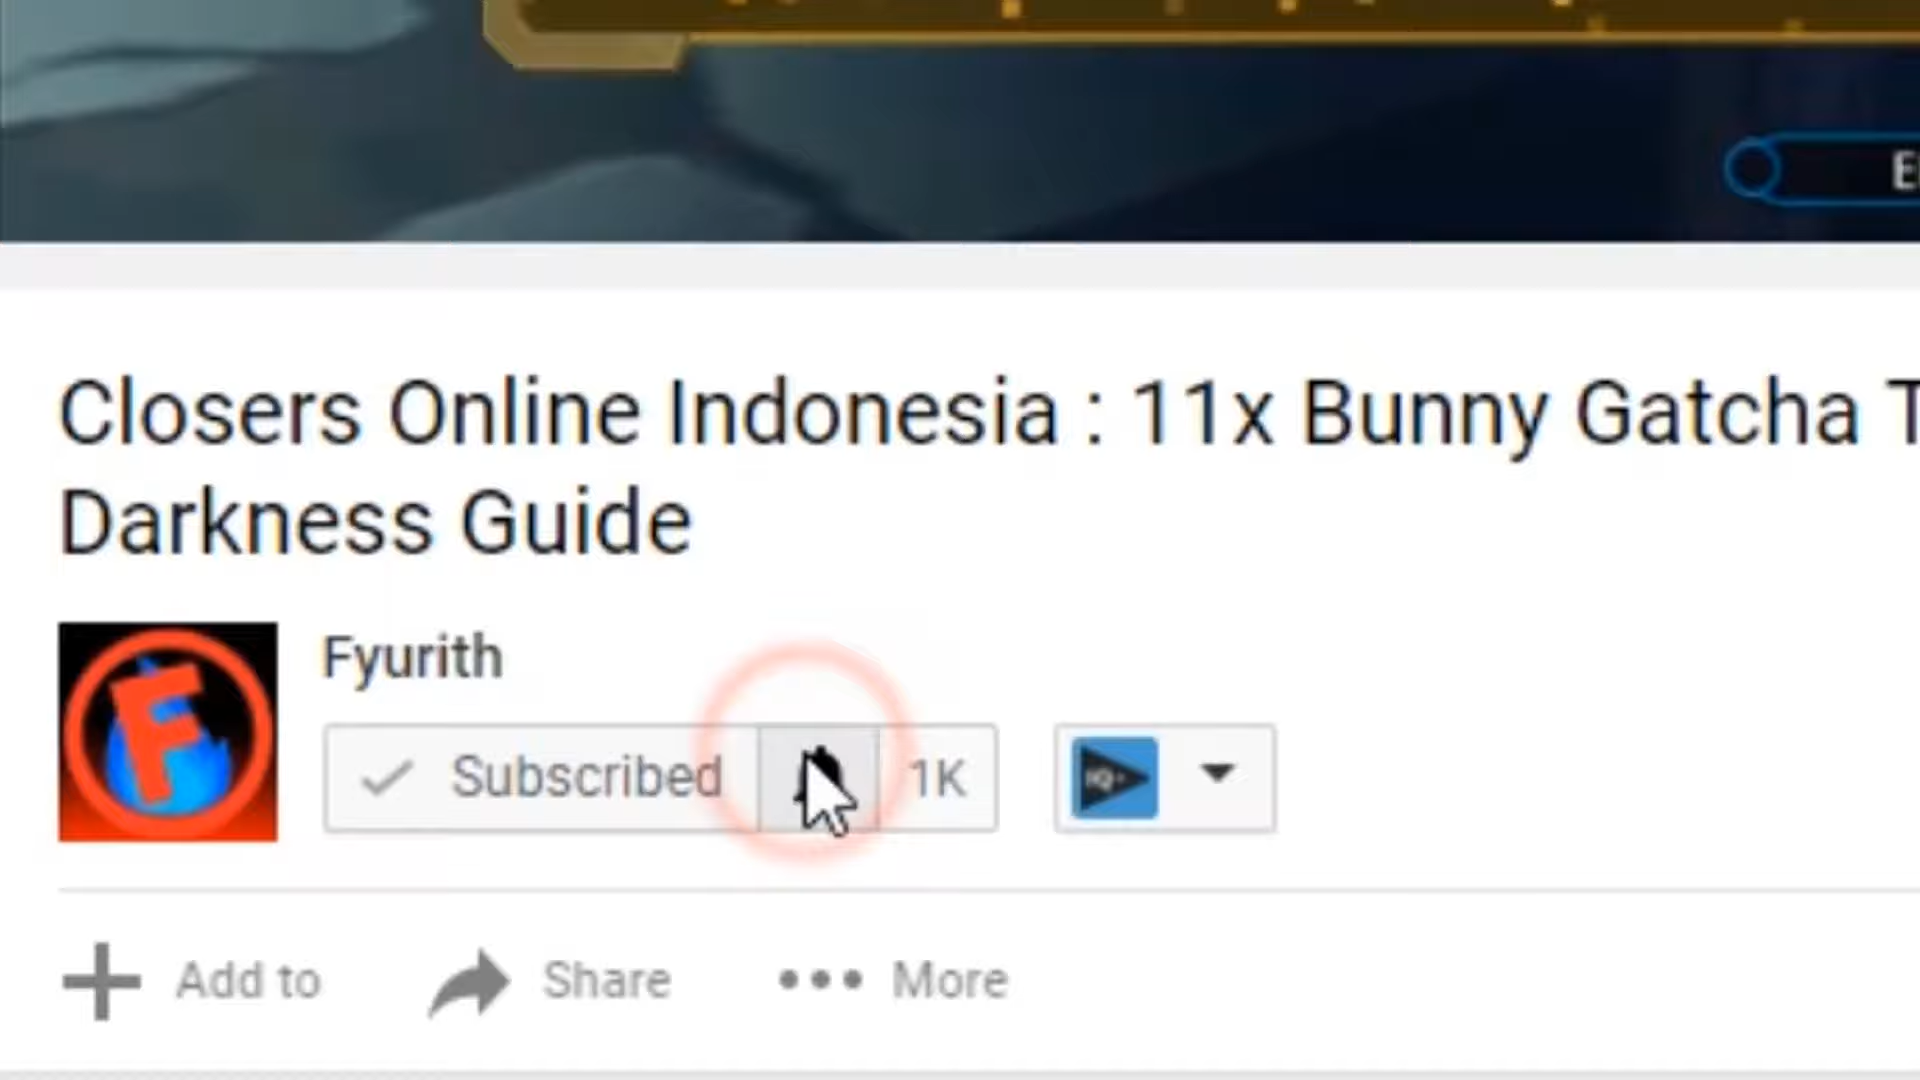 Closers Online Indonesia : 11x Bunny Gatcha
Darkness Guide
Fyurith
Subscribed 1K
Add to Share More